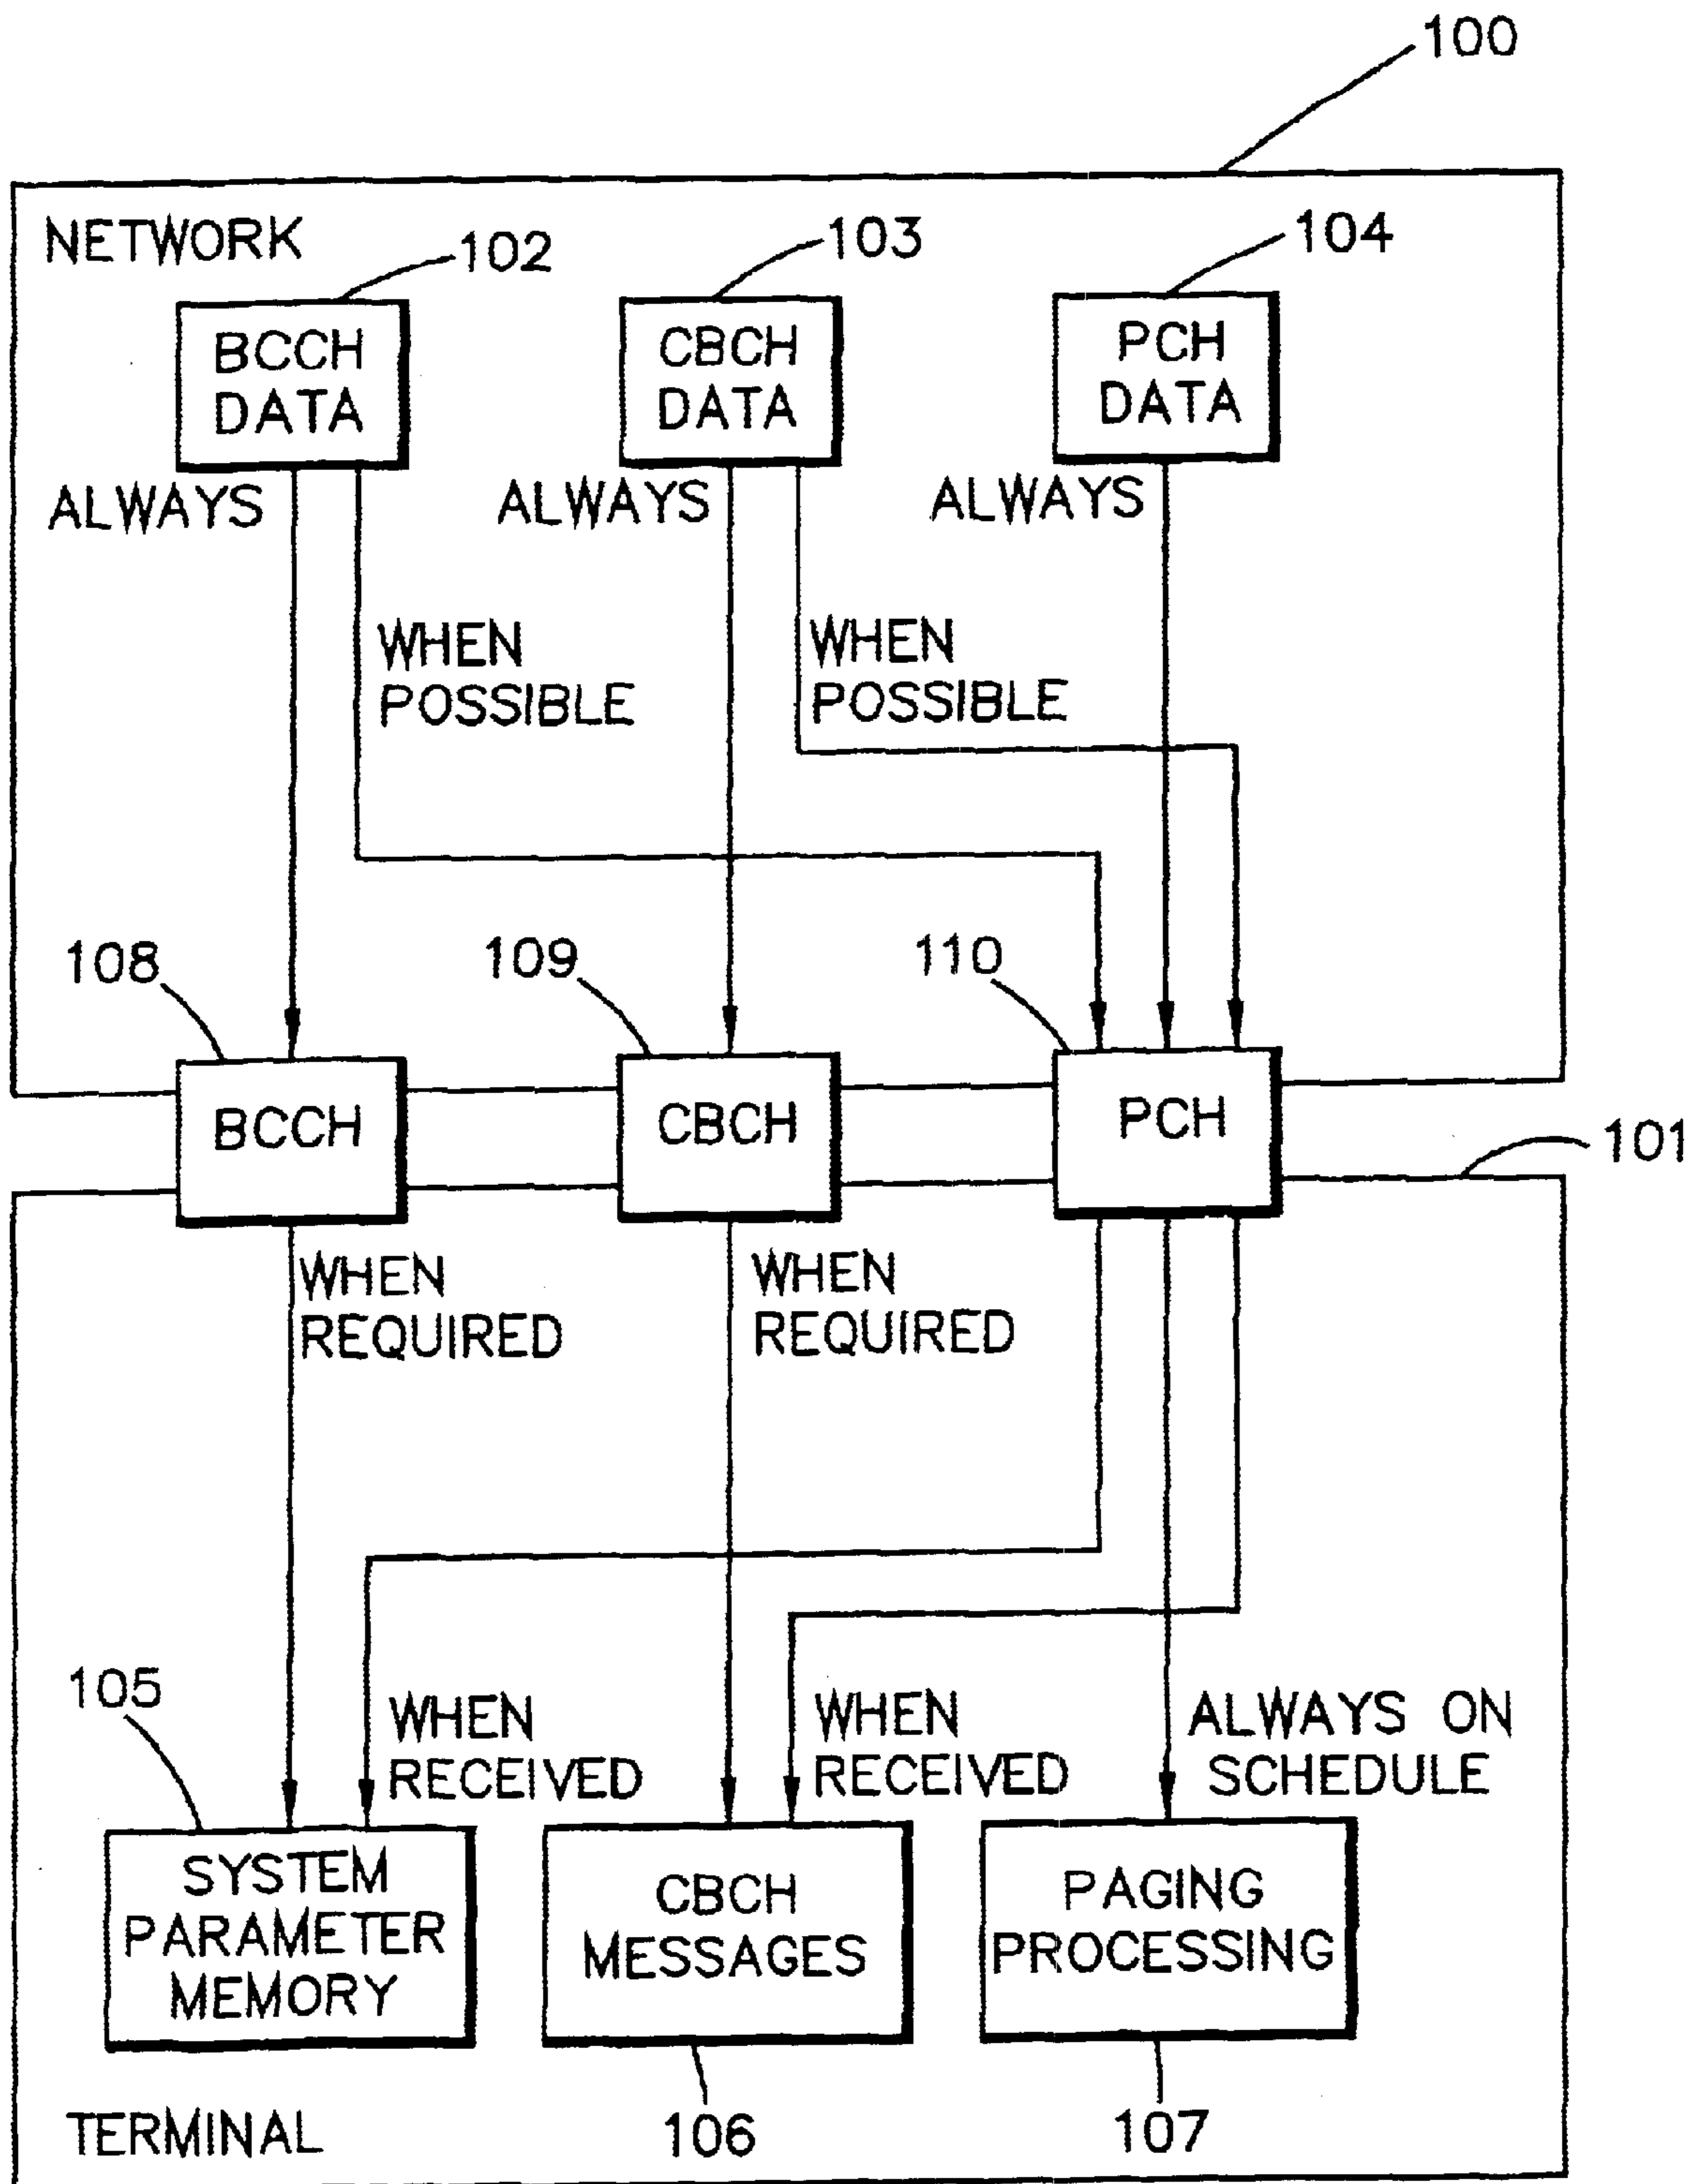 100
NETWORK
102
103
104
BCCH
DATA
CBCH
DATA
PCH
DATA
ALWAYS
ALWAYS
ALWAYS
WHEN
POSSIBLE
WHEN
POSSIBLE
108
109
110
BCCH
CBCH
PCH
101
WHEN
REQUIRED
WHEN
REQUIRED
105
WHEN
RECEIVED
WHEN
RECEIVED
ALWAYS ON
SCHEDULE
SYSTEM
PARAMETER
MEMORY
CBCH
MESSAGES
PAGING
PROCESSING
TERMINAL
106
107